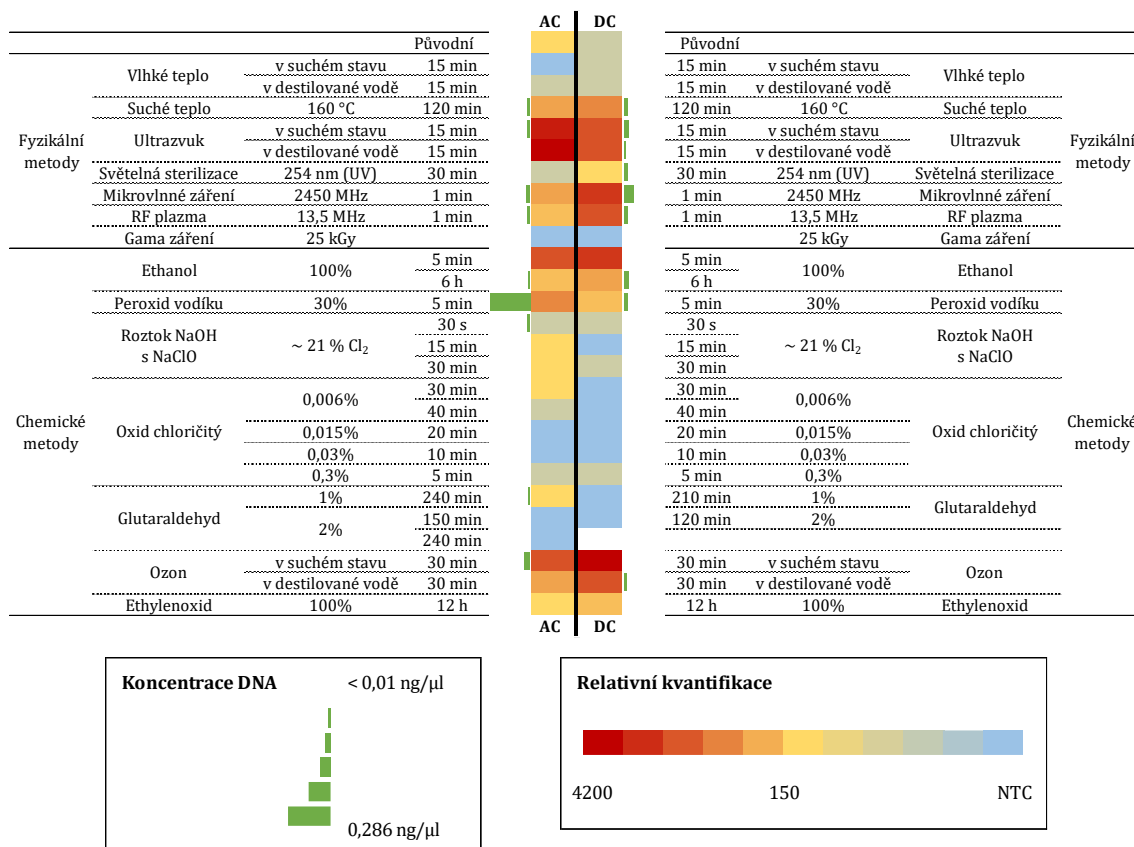 AC DC
Původní Původní
Vlhké teplo v suchém stavu 15 min 15 min v suchém stavu Vlhké teplo
v destilované vodě 15 min 15 min v destilované vodě
Suché teplo 160 °C 120 min 120 min 160 °C Suché teplo
Fyzikální metody Ultrazvuk v suchém stavu 15 min 15 min v suchém stavu Ultrazvuk Fyzikální metody
v destilované vodě 15 min 15 min v destilované vodě
Světelná sterilizace 254 nm (UV) 30 min 30 min 254 nm (UV) Světelná sterilizace
Mikrovlnné záření 2450 MHz 1 min 1 min 2450 MHz Mikrovlnné záření
RF plazma 13,5 MHz 1 min 1 min 13,5 MHz RF plazma
Gama záření 25 kGy 25 kGy Gama záření
Ethanol 100% 5 min 5 min 100% Ethanol
6 h 6 h
Peroxid vodíku 30% 5 min 5 min 30% Peroxid vodíku
Roztok NaOH s NaClO ~ 21 % Cl₂ 30 s 30 s ~ 21 % Cl₂ Roztok NaOH s NaClO
15 min 15 min
30 min 30 min
0,006% 30 min 30 min 0,006%
40 min 40 min
Chemické metody Oxid chloričitý 0,015% 20 min 20 min 0,015% Oxid chloričitý Chemické metody
0,03% 10 min 10 min 0,03%
0,3% 5 min 5 min 0,3%
Glutaraldehyd 1% 240 min 210 min 1% Glutaraldehyd
2% 150 min 120 min 2%
240 min
Ozon v suchém stavu 30 min 30 min v suchém stavu Ozon
v destilované vodě 30 min 30 min v destilované vodě
Ethylenoxid 100% 12 h 12 h 100% Ethylenoxid
AC DC
Koncentrace DNA < 0,01 ng/µl
0,286 ng/µl
Relativní kvantifikace
4200 150 NTC